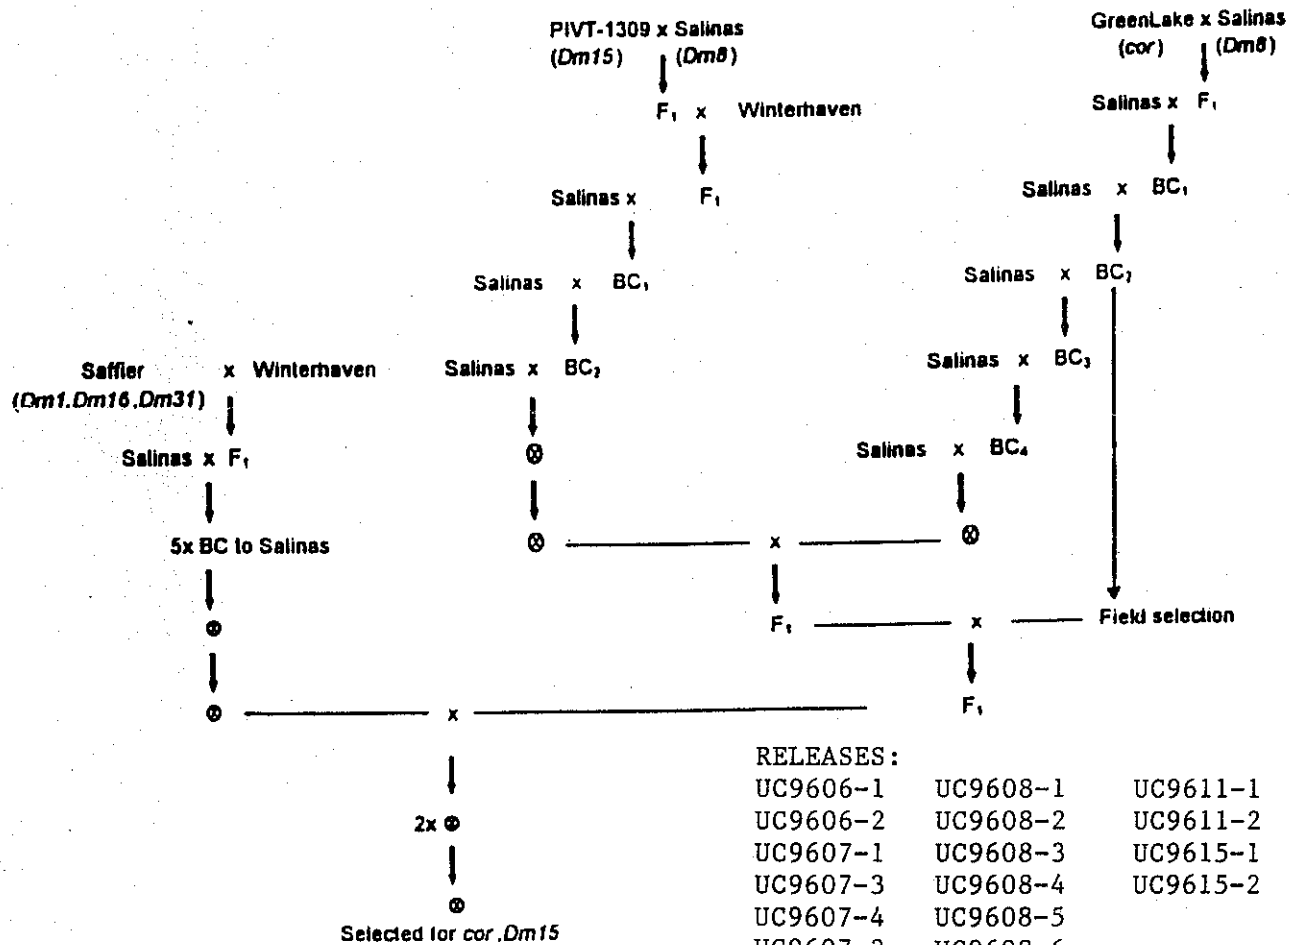 PIVT-1309 x Salinas
(Dm15) (Dm8)
GreenLake x Salinas
(cor) (Dm8)
F₁ x Winterhaven
Salinas x F₁
Salinas x F₁
Salinas x BC₁
Salinas x BC₁
Salinas x BC₂
Saffier x Winterhaven
(Dm1.Dm16,Dm31)
Salinas x BC₂
Salinas x BC₃
Salinas x F₁
⊗
Salinas x BC₄
5x BC to Salinas
⊗ x ⊗
⊗
F₁ x Field selection
⊗ x F₁
2x ⊗
⊗
Selected for cor,Dm15
RELEASES:
UC9606-1 UC9608-1 UC9611-1
UC9606-2 UC9608-2 UC9611-2
UC9607-1 UC9608-3 UC9615-1
UC9607-3 UC9608-4 UC9615-2
UC9607-4 UC9608-5